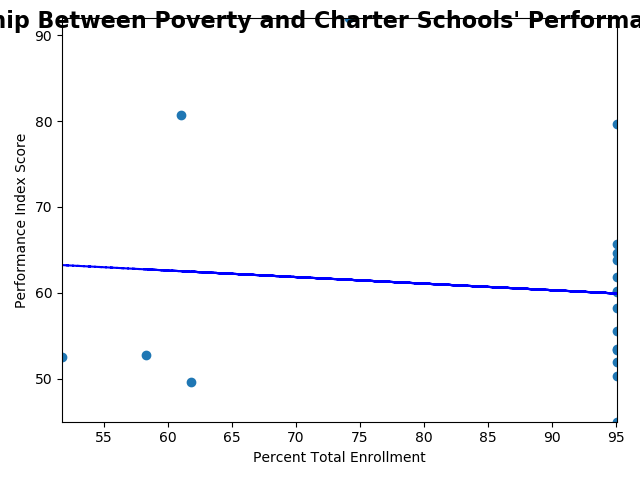 ip Between Poverty and Charter Schools' Performa
90
80
70
60
50
Performance Index Score
55 60 65 70 75 80 85 90 95
Percent Total Enrollment